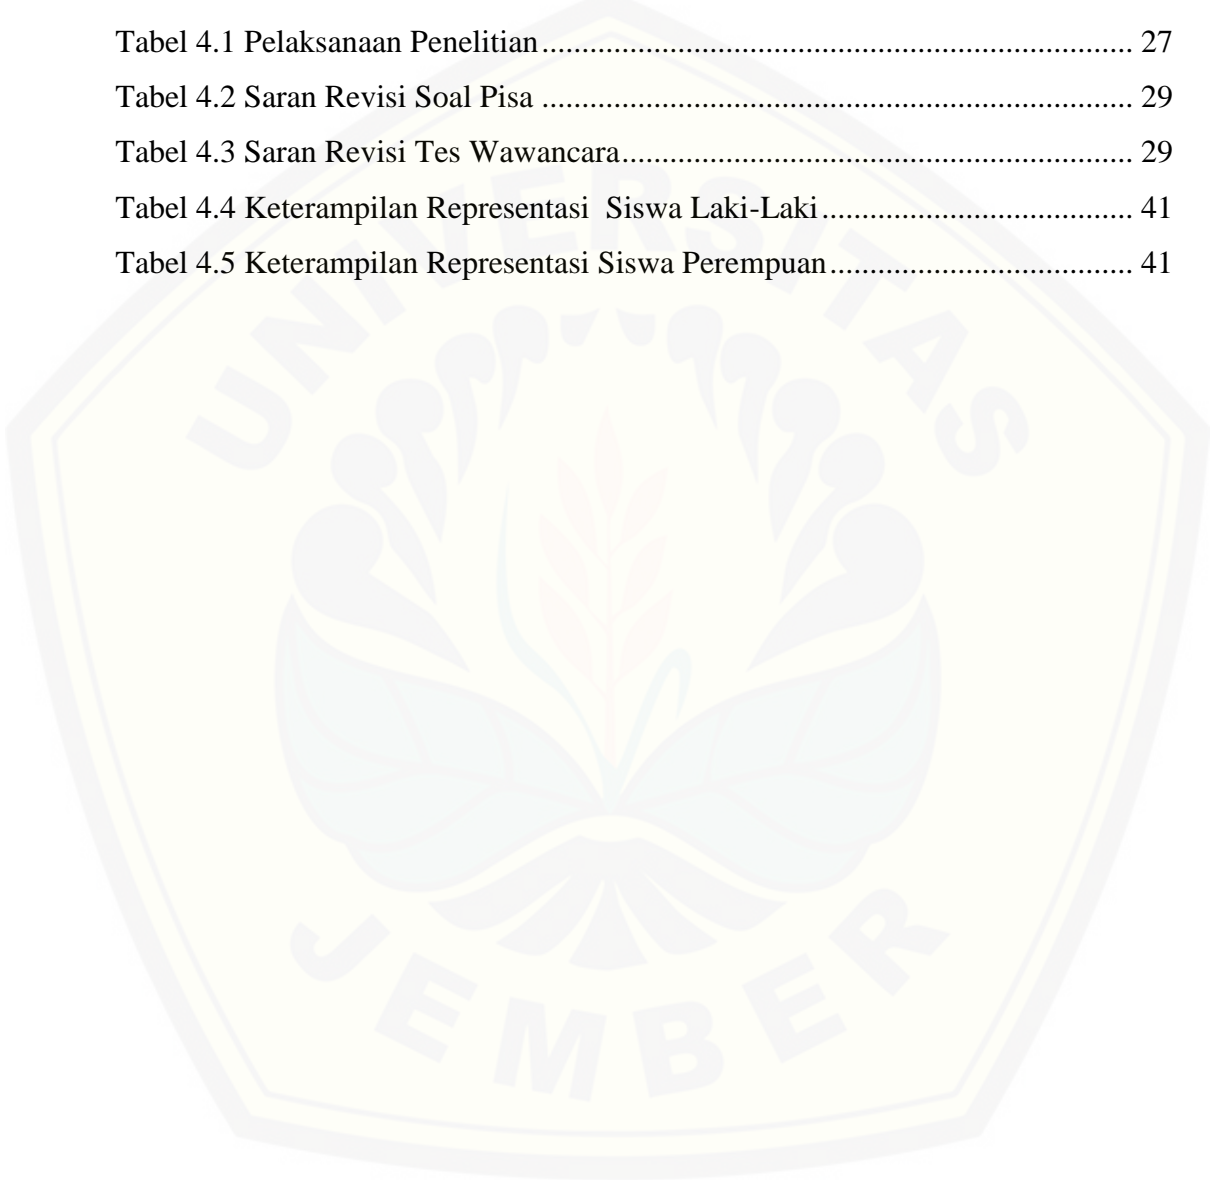 Tabel 4.1 Pelaksanaan Penelitian.......................................................................... 27
Tabel 4.2 Saran Revisi Soal Pisa .......................................................................... 29
Tabel 4.3 Saran Revisi Tes Wawancara................................................................ 29
Tabel 4.4 Keterampilan Representasi  Siswa Laki-Laki....................................... 41
Tabel 4.5 Keterampilan Representasi Siswa Perempuan...................................... 41
UNIVERSITAS
JEMBER